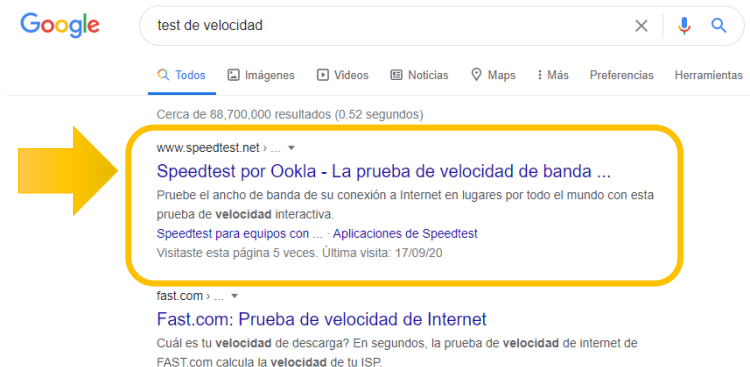 Google
test de velocidad
Todos Imágenes Videos Noticias Maps Más Preferencias Herramientas
Cerca de 88,700,000 resultados (0.52 segundos)
www.speedtest.net › ...
Speedtest por Ookla - La prueba de velocidad de banda ...
Pruebe el ancho de banda de su conexión a Internet en lugares por todo el mundo con esta
prueba de velocidad interactiva.
Speedtest para equipos con ... · Aplicaciones de Speedtest
Visitaste esta página 5 veces. Última visita: 17/09/20
fast.com › ...
Fast.com: Prueba de velocidad de Internet
Cuál es tu velocidad de descarga? En segundos, la prueba de velocidad de internet de
FAST.com calcula la velocidad de tu ISP.